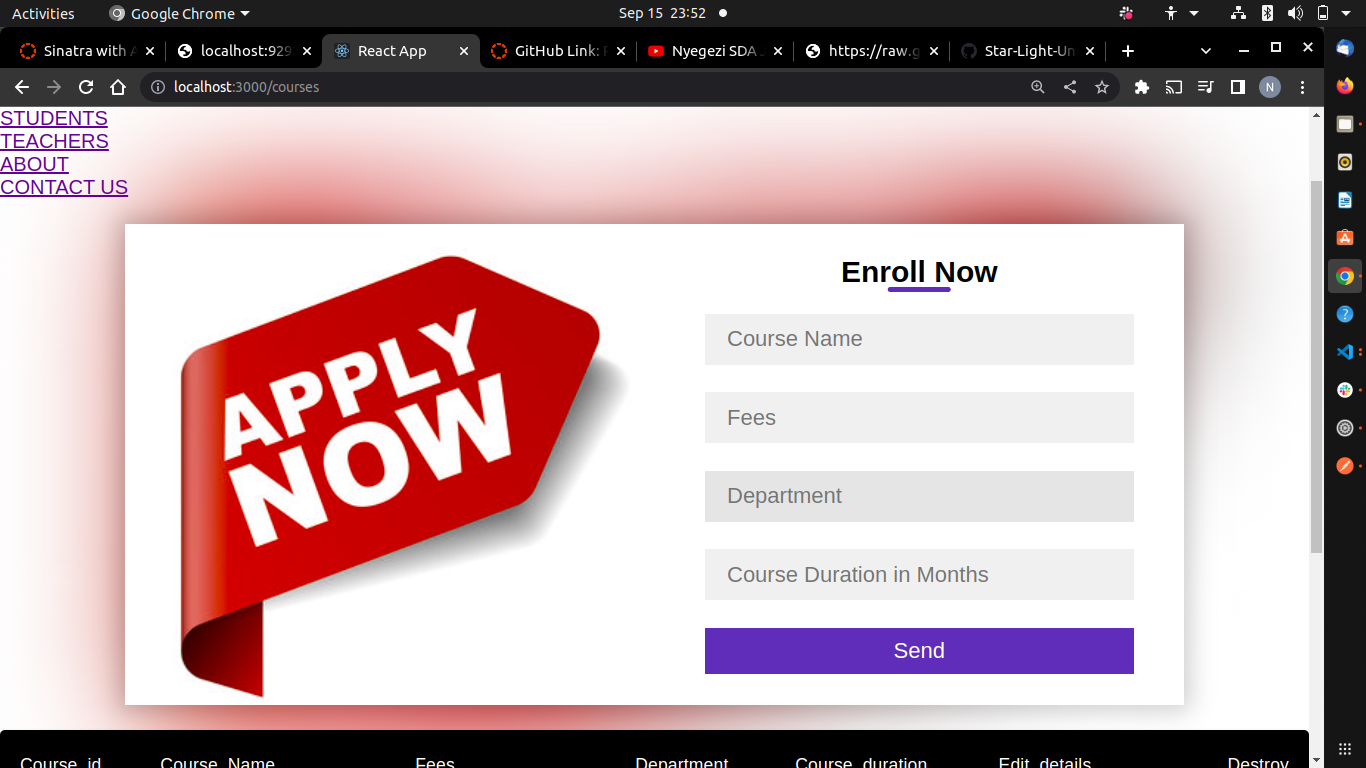 Activities
Google Chrome
Sep 15 23:52
Sinatra with
localhost:929
React App
GitHub Link:
Nyegezi SDA
https://raw.g
Star-Light-Un
localhost:3000/courses
N
STUDENTS
TEACHERS
ABOUT
CONTACT US
APPLY
NOW
Enroll Now
Course Name
Fees
Department
Course Duration in Months
Send
Course_id
Course_Name
Fees
Department
Course_duration
Edit_details
Destroy